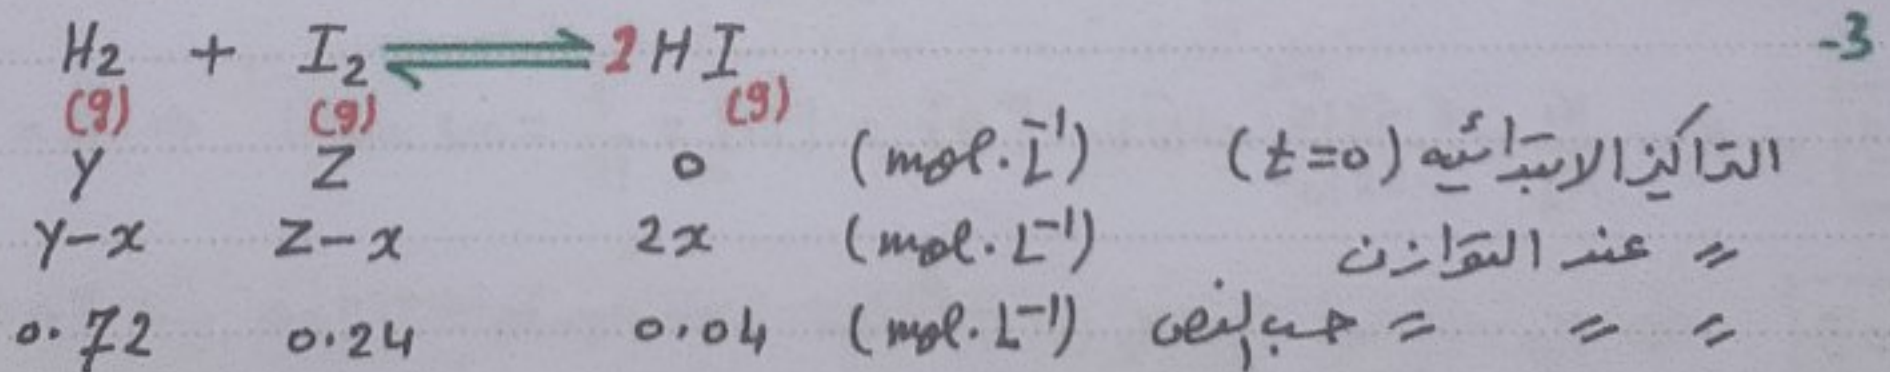 H₂ + I₂ ⇌ 2HI -3
(g) (g) (g)
y z 0 (mol.L⁻¹) التراكيز الابتدائيه (t=0)
y-x z-x 2x (mol.L⁻¹) = عند التوازن
0.72 0.24 0.04 (mol.L⁻¹) = = = حسب النص